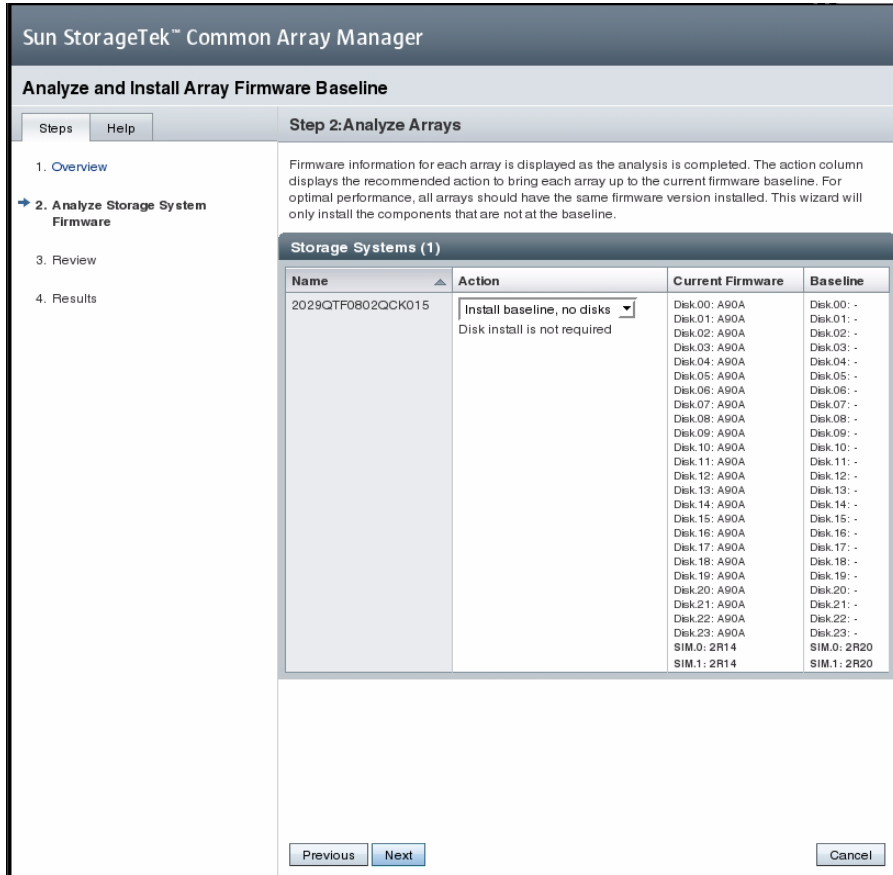 Sun StorageTek™ Common Array Manager
Analyze and Install Array Firmware Baseline
Steps
Help
1. Overview
2. Analyze Storage System
Firmware
3. Review
4. Results
Step 2:Analyze Arrays
Firmware information for each array is displayed as the analysis is completed. The action column
displays the recommended action to bring each array up to the current firmware baseline. For
optimal performance, all arrays should have the same firmware version installed. This wizard will
only install the components that are not at the baseline.
Storage Systems (1)
Name Action Current Firmware Baseline
2029QTF0802QCK015
Install baseline, no disks
Disk install is not required
Disk.00: A90A Disk.00: -
Disk.01: A90A Disk.01: -
Disk.02: A90A Disk.02: -
Disk.03: A90A Disk.03: -
Disk.04: A90A Disk.04: -
Disk.05: A90A Disk.05: -
Disk.06: A90A Disk.06: -
Disk.07: A90A Disk.07: -
Disk.08: A90A Disk.08: -
Disk.09: A90A Disk.09: -
Disk.10: A90A Disk.10: -
Disk.11: A90A Disk.11: -
Disk.12: A90A Disk.12: -
Disk.13: A90A Disk.13: -
Disk.14: A90A Disk.14: -
Disk.15: A90A Disk.15: -
Disk.16: A90A Disk.16: -
Disk.17: A90A Disk.17: -
Disk.18: A90A Disk.18: -
Disk.19: A90A Disk.19: -
Disk.20: A90A Disk.20: -
Disk.21: A90A Disk.21: -
Disk.22: A90A Disk.22: -
Disk.23: A90A Disk.23: -
SIM.0: 2R14 SIM.0: 2R20
SIM.1: 2R14 SIM.1: 2R20
Previous
Next
Cancel